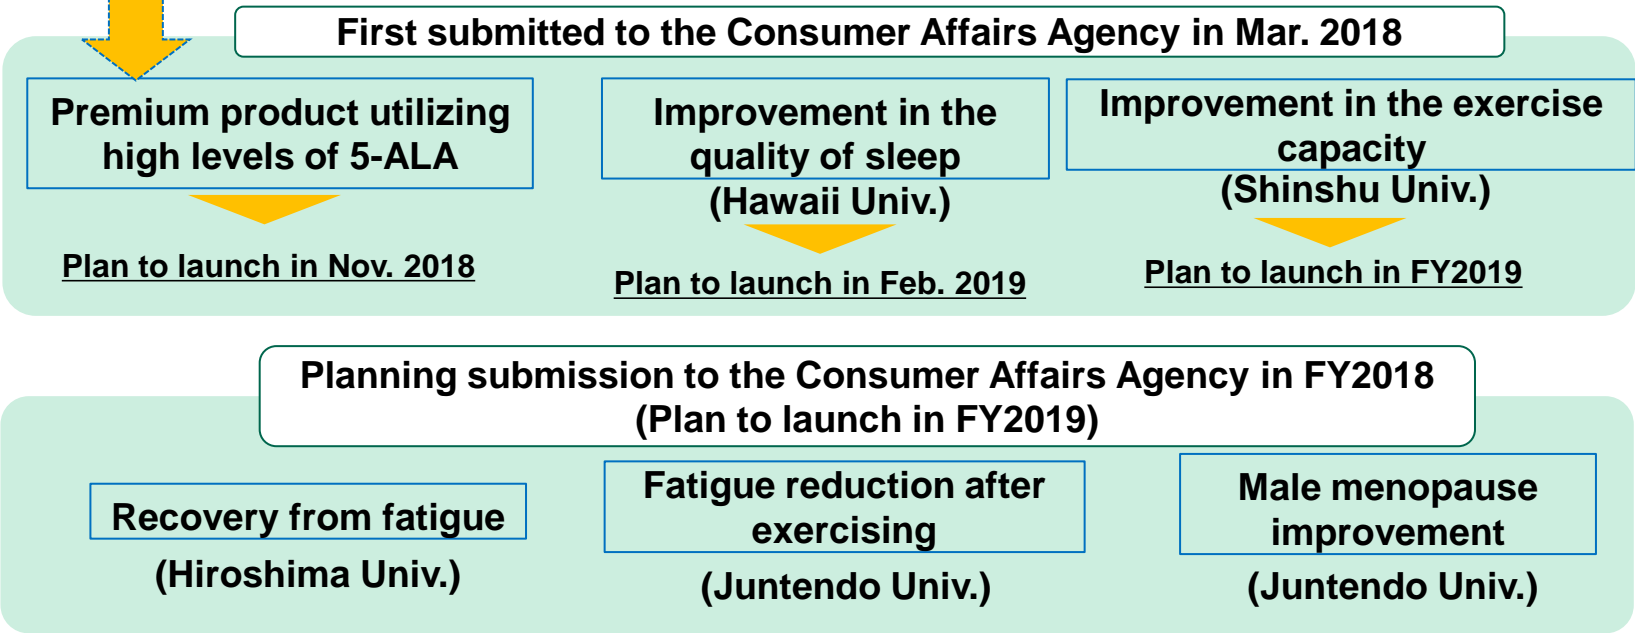 First submitted to the Consumer Affairs Agency in Mar. 2018
Premium product utilizing
high levels of 5-ALA
Plan to launch in Nov. 2018
Improvement in the
quality of sleep
(Hawaii Univ.)
Plan to launch in Feb. 2019
Improvement in the exercise
capacity
(Shinshu Univ.)
Plan to launch in FY2019
Planning submission to the Consumer Affairs Agency in FY2018
(Plan to launch in FY2019)
Recovery from fatigue
(Hiroshima Univ.)
Fatigue reduction after
exercising
(Juntendo Univ.)
Male menopause
improvement
(Juntendo Univ.)